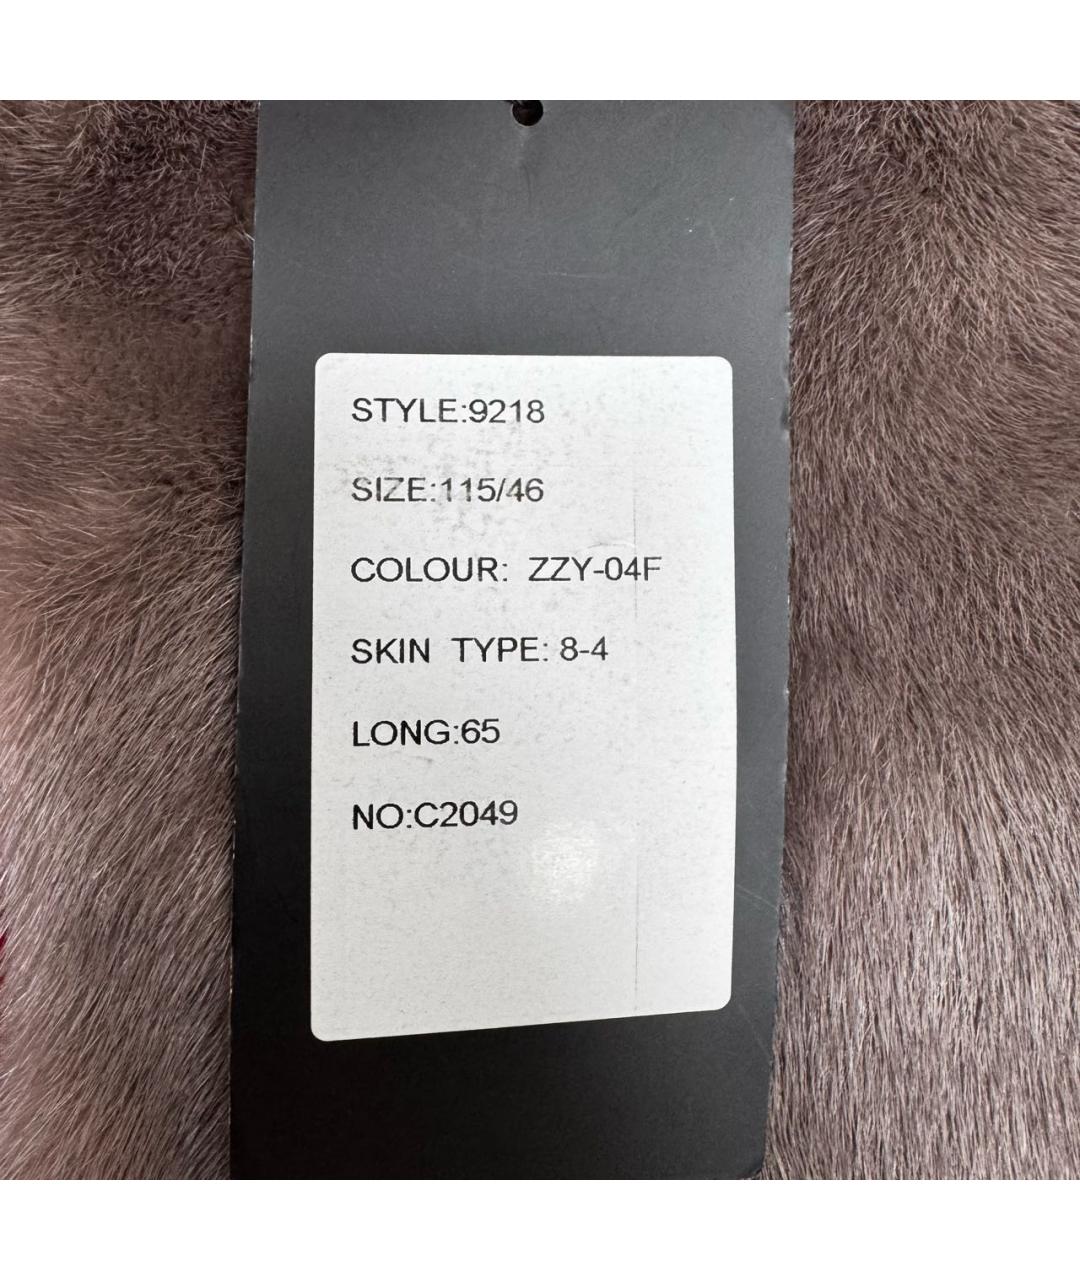 STYLE:9218
SIZE:115/46
COLOUR: ZZY-04F
SKIN TYPE: 8-4
LONG:65
NO:C2049